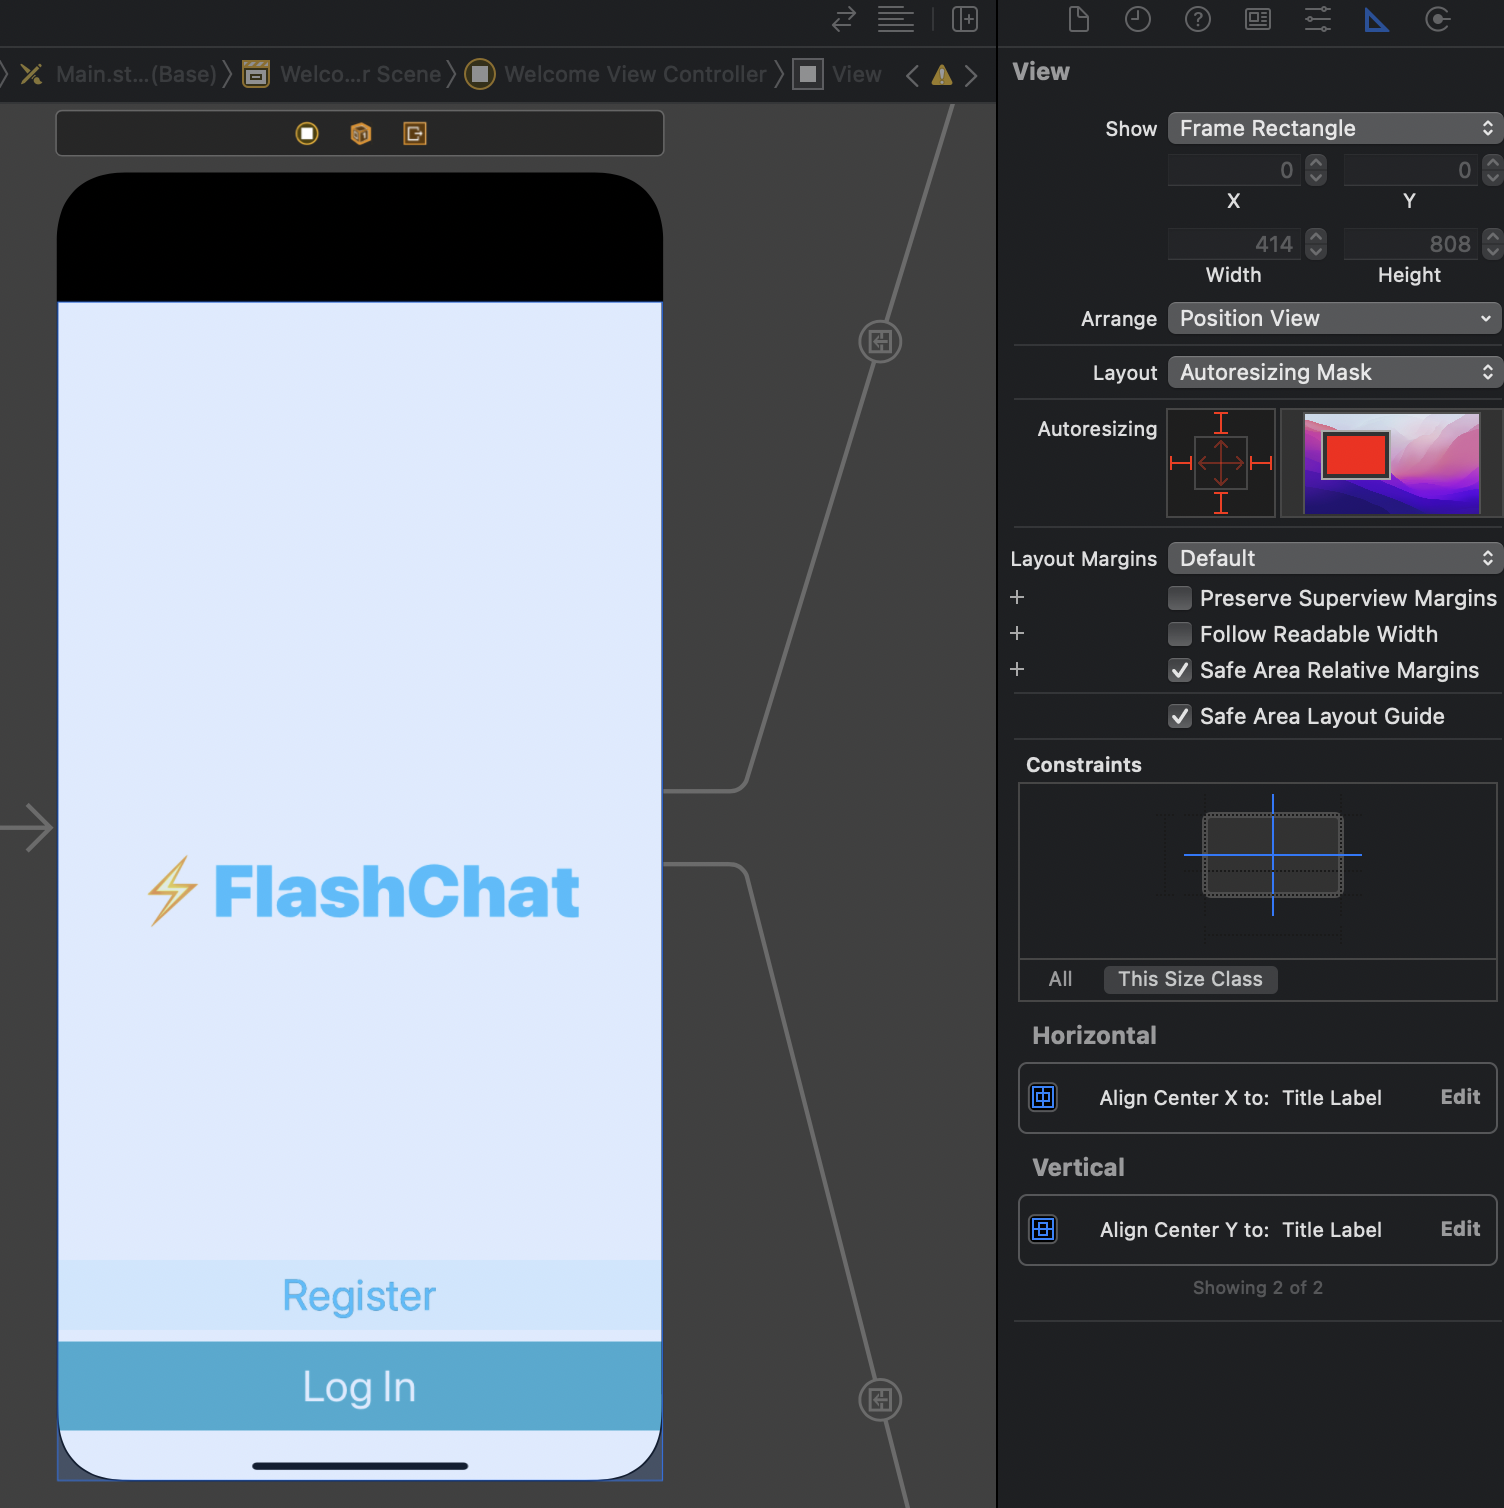 Main.st...(Base) Welco...r Scene Welcome View Controller View
View
Show Frame Rectangle
0 0
X Y
414 808
Width Height
Arrange Position View
Layout Autoresizing Mask
Autoresizing
Layout Margins Default
Preserve Superview Margins
Follow Readable Width
Safe Area Relative Margins
Safe Area Layout Guide
Constraints
All This Size Class
Horizontal
Align Center X to: Title Label Edit
Vertical
Align Center Y to: Title Label Edit
Showing 2 of 2
⚡FlashChat
Register
Log In